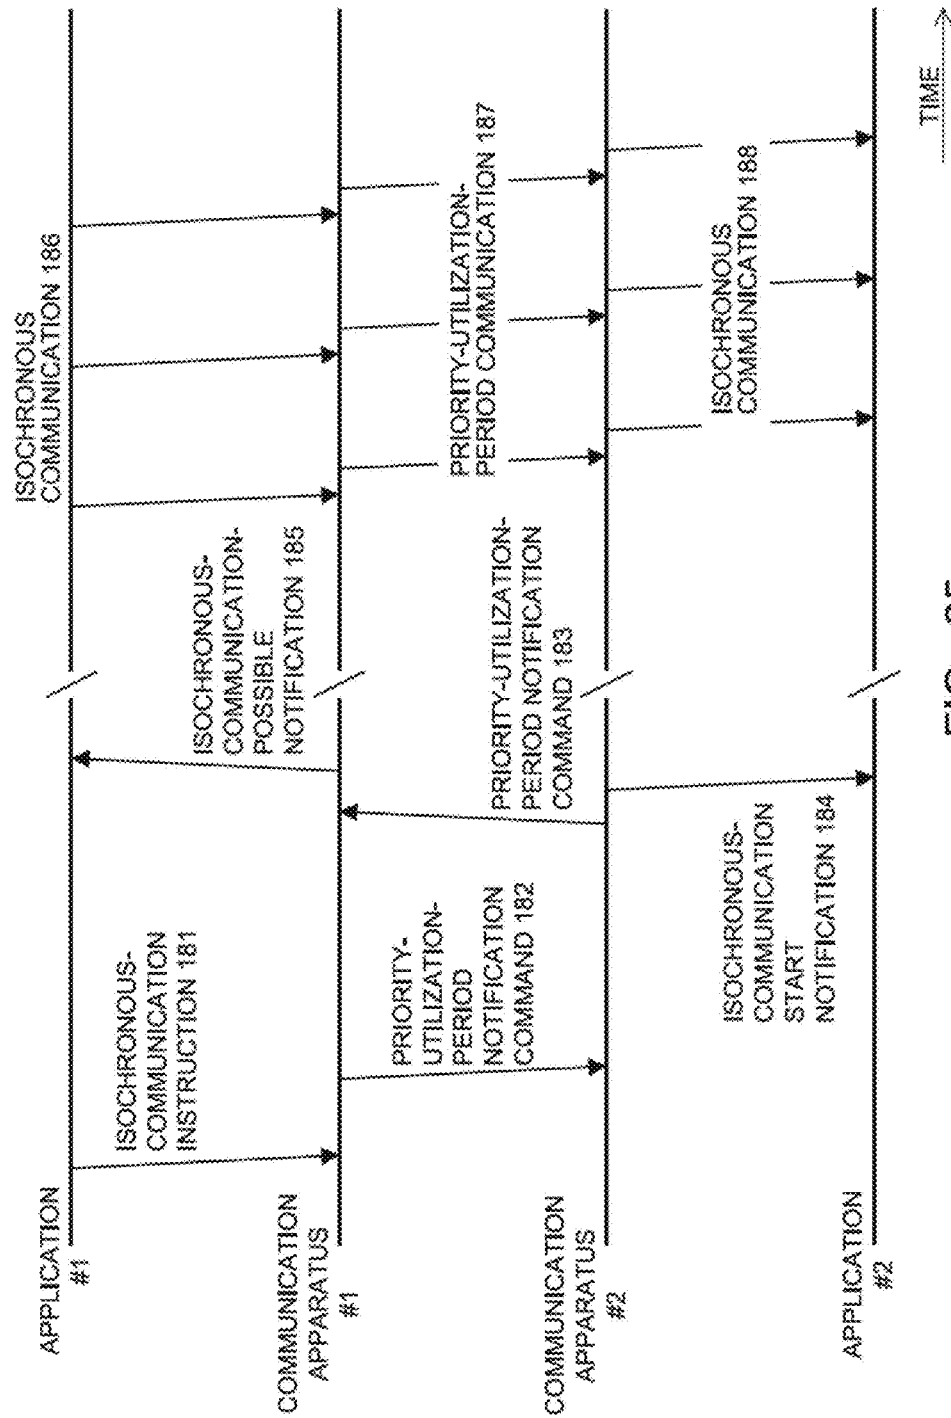 APPLICATION
#1
COMMUNICATION
APPARATUS
#1
COMMUNICATION
APPARATUS
#2
APPLICATION
#2
ISOCHRONOUS-
COMMUNICATION
INSTRUCTION 181
PRIORITY-
UTILIZATION-
PERIOD
NOTIFICATION
COMMAND 182
PRIORITY-UTILIZATION-
PERIOD NOTIFICATION
COMMAND 183
ISOCHRONOUS-
COMMUNICATION
START
NOTIFICATION 184
ISOCHRONOUS-
COMMUNICATION-
POSSIBLE
NOTIFICATION 185
ISOCHRONOUS
COMMUNICATION 186
PRIORITY-UTILIZATION-
PERIOD COMMUNICATION 187
ISOCHRONOUS
COMMUNICATION 188
TIME